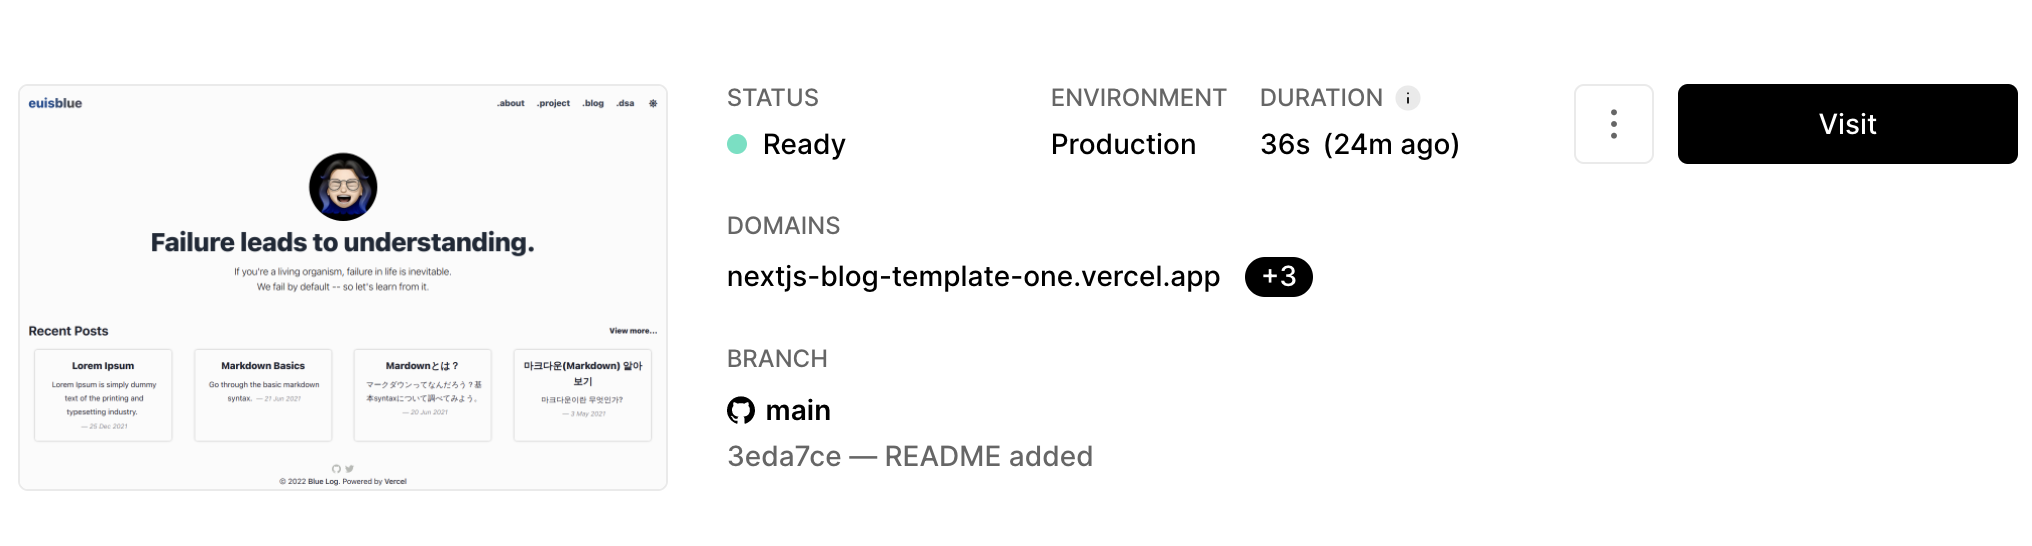 euisblue
.about .project .blog .dsa
Failure leads to understanding.
If you're a living organism, failure in life is inevitable.
We fail by default -- so let's learn from it.
Recent Posts
View more...
Lorem Ipsum
Lorem Ipsum is simply dummy
text of the printing and
typesetting industry.
— 25 Dec 2021
Markdown Basics
Go through the basic markdown
syntax. — 21 Jun 2021
Mardownとは？
マークダウンってなんだろう？基
本syntaxについて調べてみよう。
— 20 Jun 2021
마크다운(Markdown) 알아
보기
마크다운이란 무엇인가?
— 3 May 2021
© 2022 Blue Log. Powered by Vercel
STATUS
Ready
ENVIRONMENT
Production
DURATION i
36s (24m ago)
Visit
DOMAINS
nextjs-blog-template-one.vercel.app +3
BRANCH
main
3eda7ce — README added